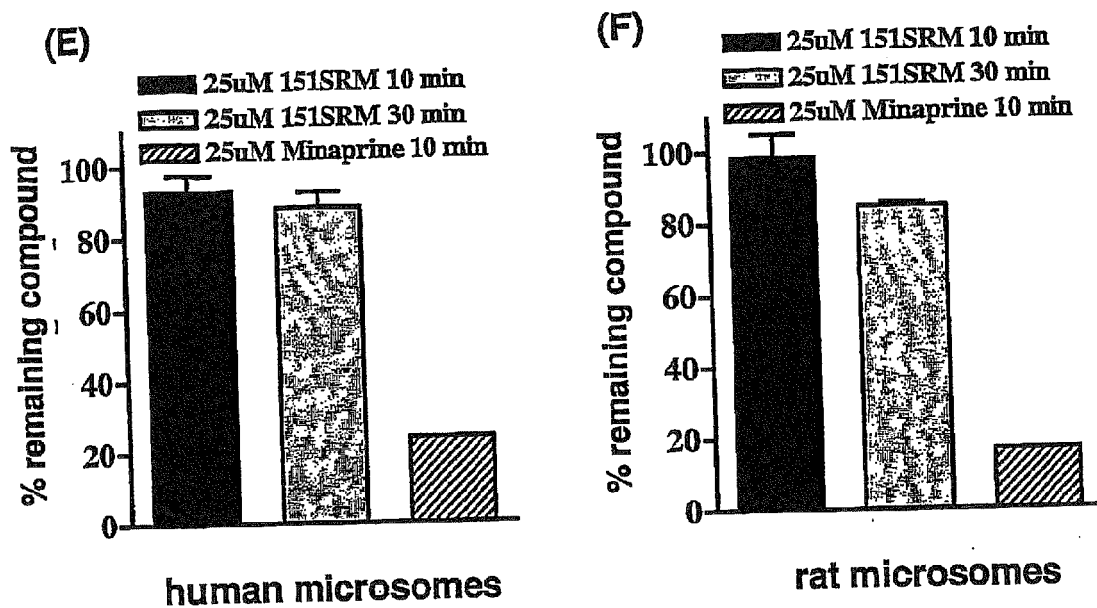 (E)
25uM 151SRM 10 min
25uM 151SRM 30 min
25uM Minaprine 10 min
% remaining compound
100
80
60
40
20
0
human microsomes
(F)
25uM 151SRM 10 min
25uM 151SRM 30 min
25uM Minaprine 10 min
% remaining compound
100
80
60
40
20
0
rat microsomes